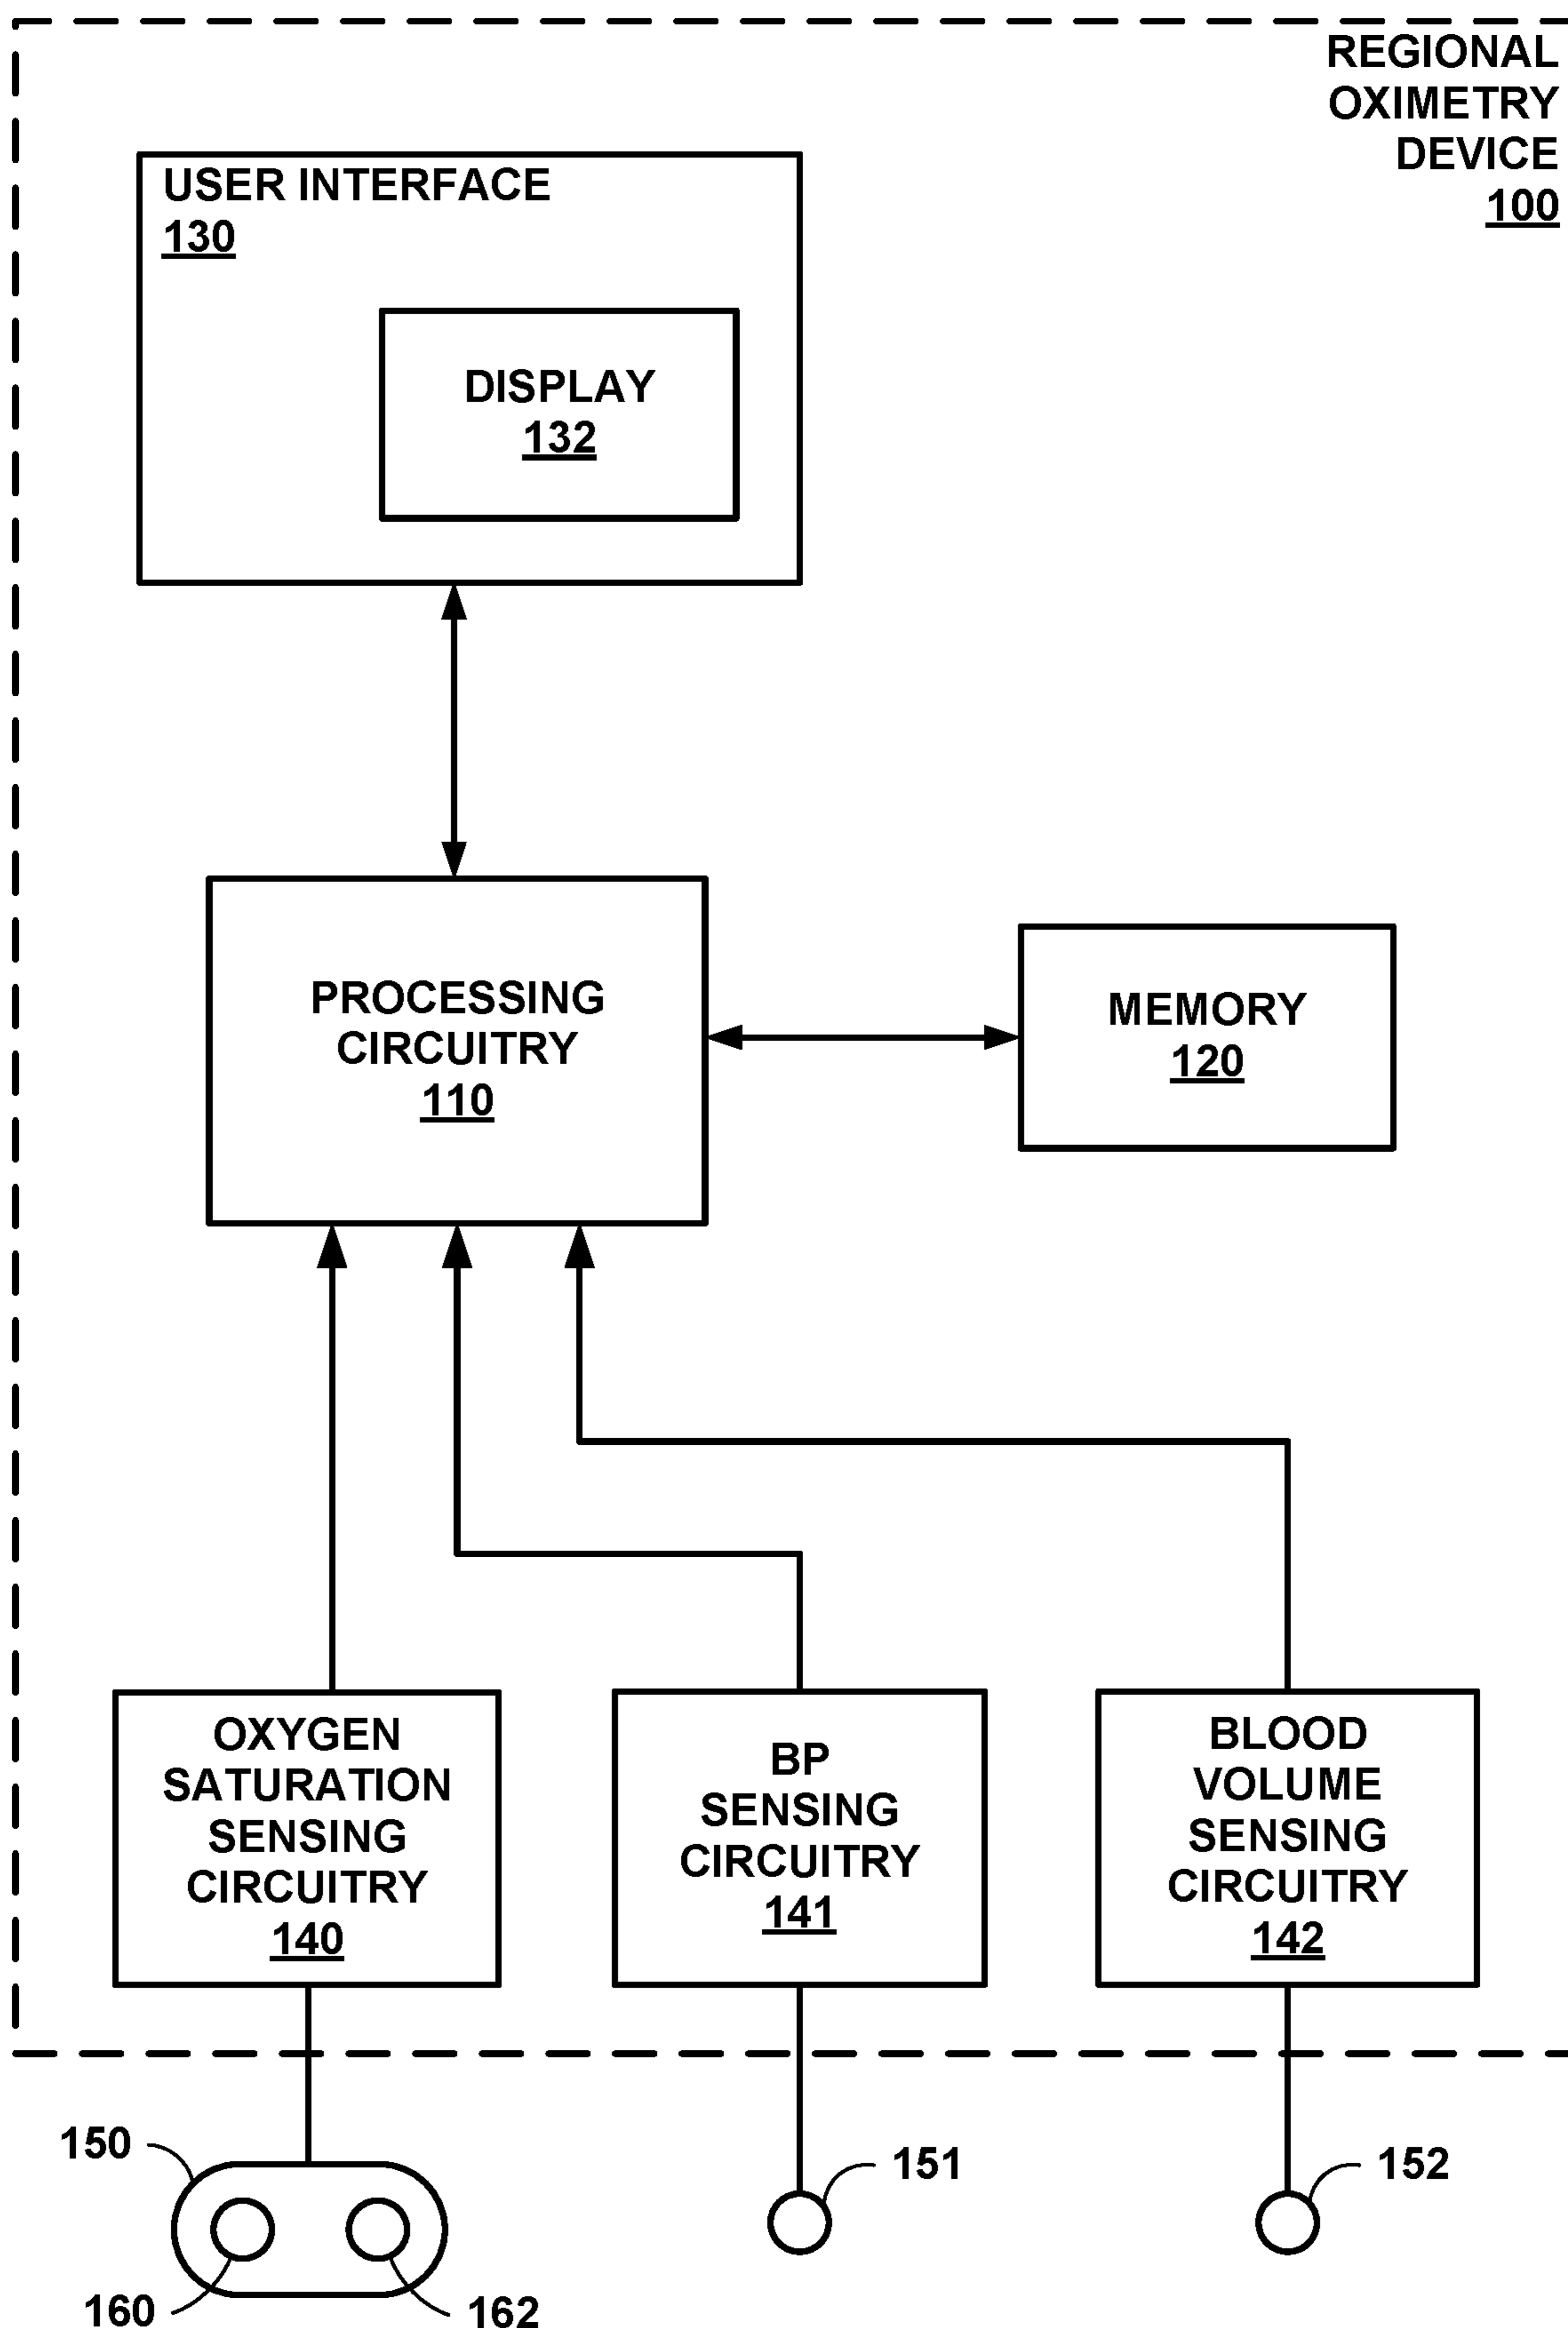 REGIONAL
OXIMETRY
DEVICE
100
USER INTERFACE
130
DISPLAY
132
PROCESSING
CIRCUITRY
110
MEMORY
120
OXYGEN
SATURATION
SENSING
CIRCUITRY
140
BP
SENSING
CIRCUITRY
141
BLOOD
VOLUME
SENSING
CIRCUITRY
142
150
151
152
160
162